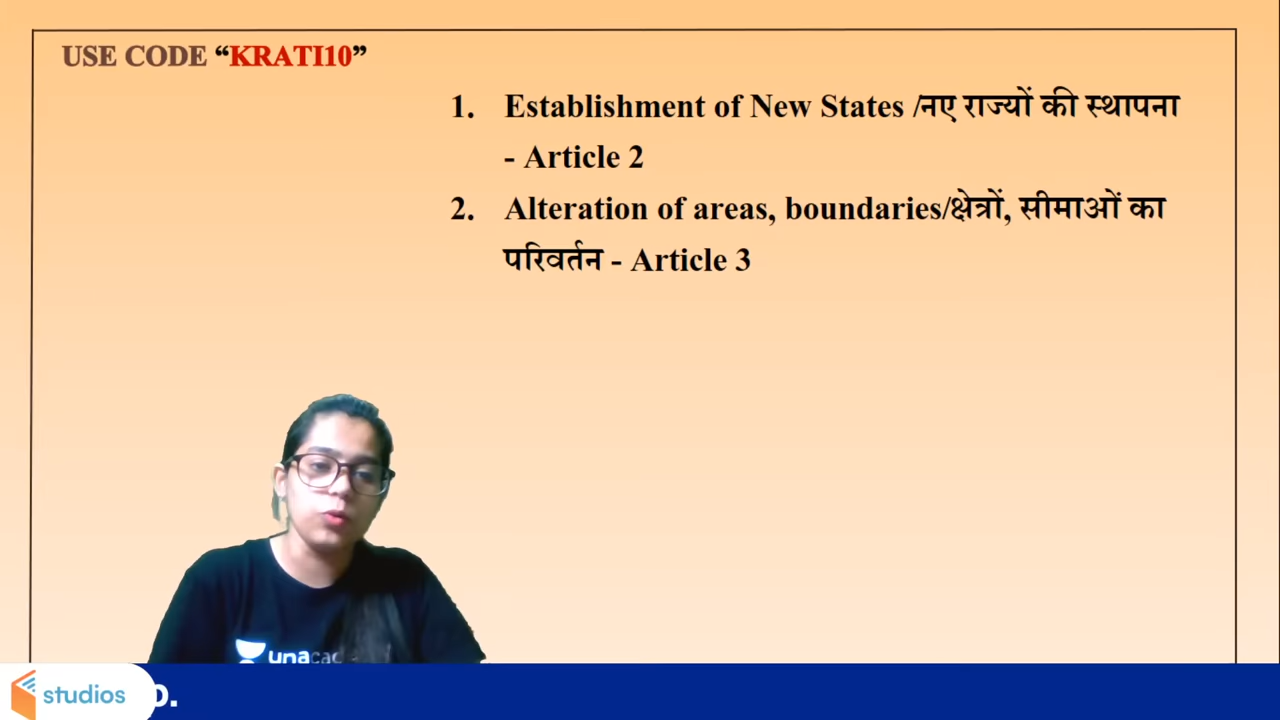 USE CODE “KRATI10”
1. Establishment of New States /नए राज्यों की स्थापना
- Article 2
2. Alteration of areas, boundaries/क्षेत्रों, सीमाओं का
परिवर्तन - Article 3
studios